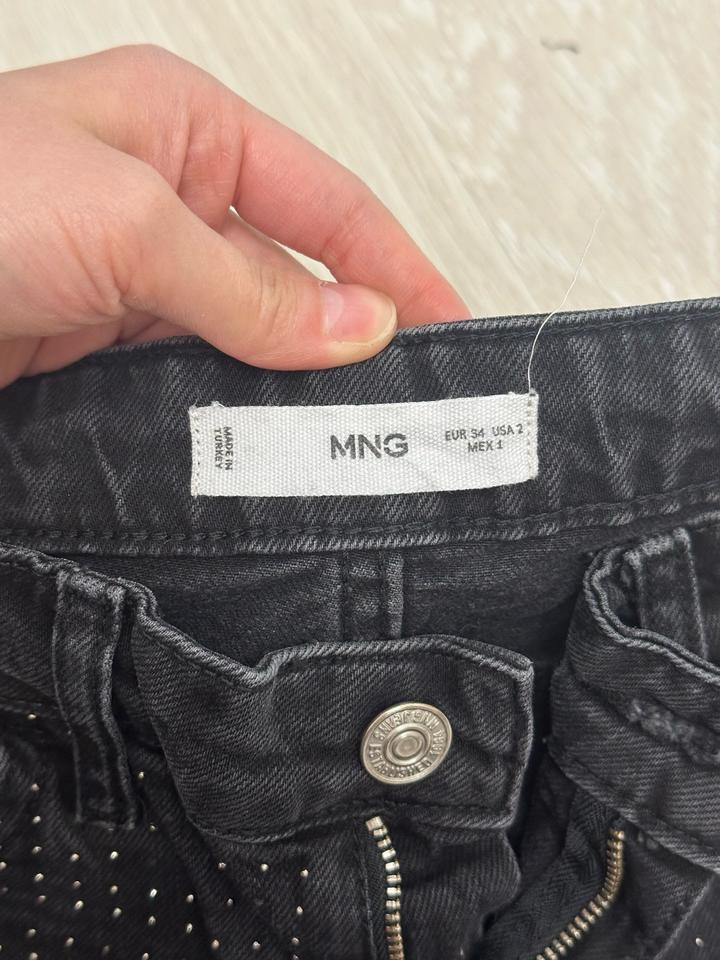 MADE IN
TURKEY
MNG
EUR 34 USA 2
MEX 1